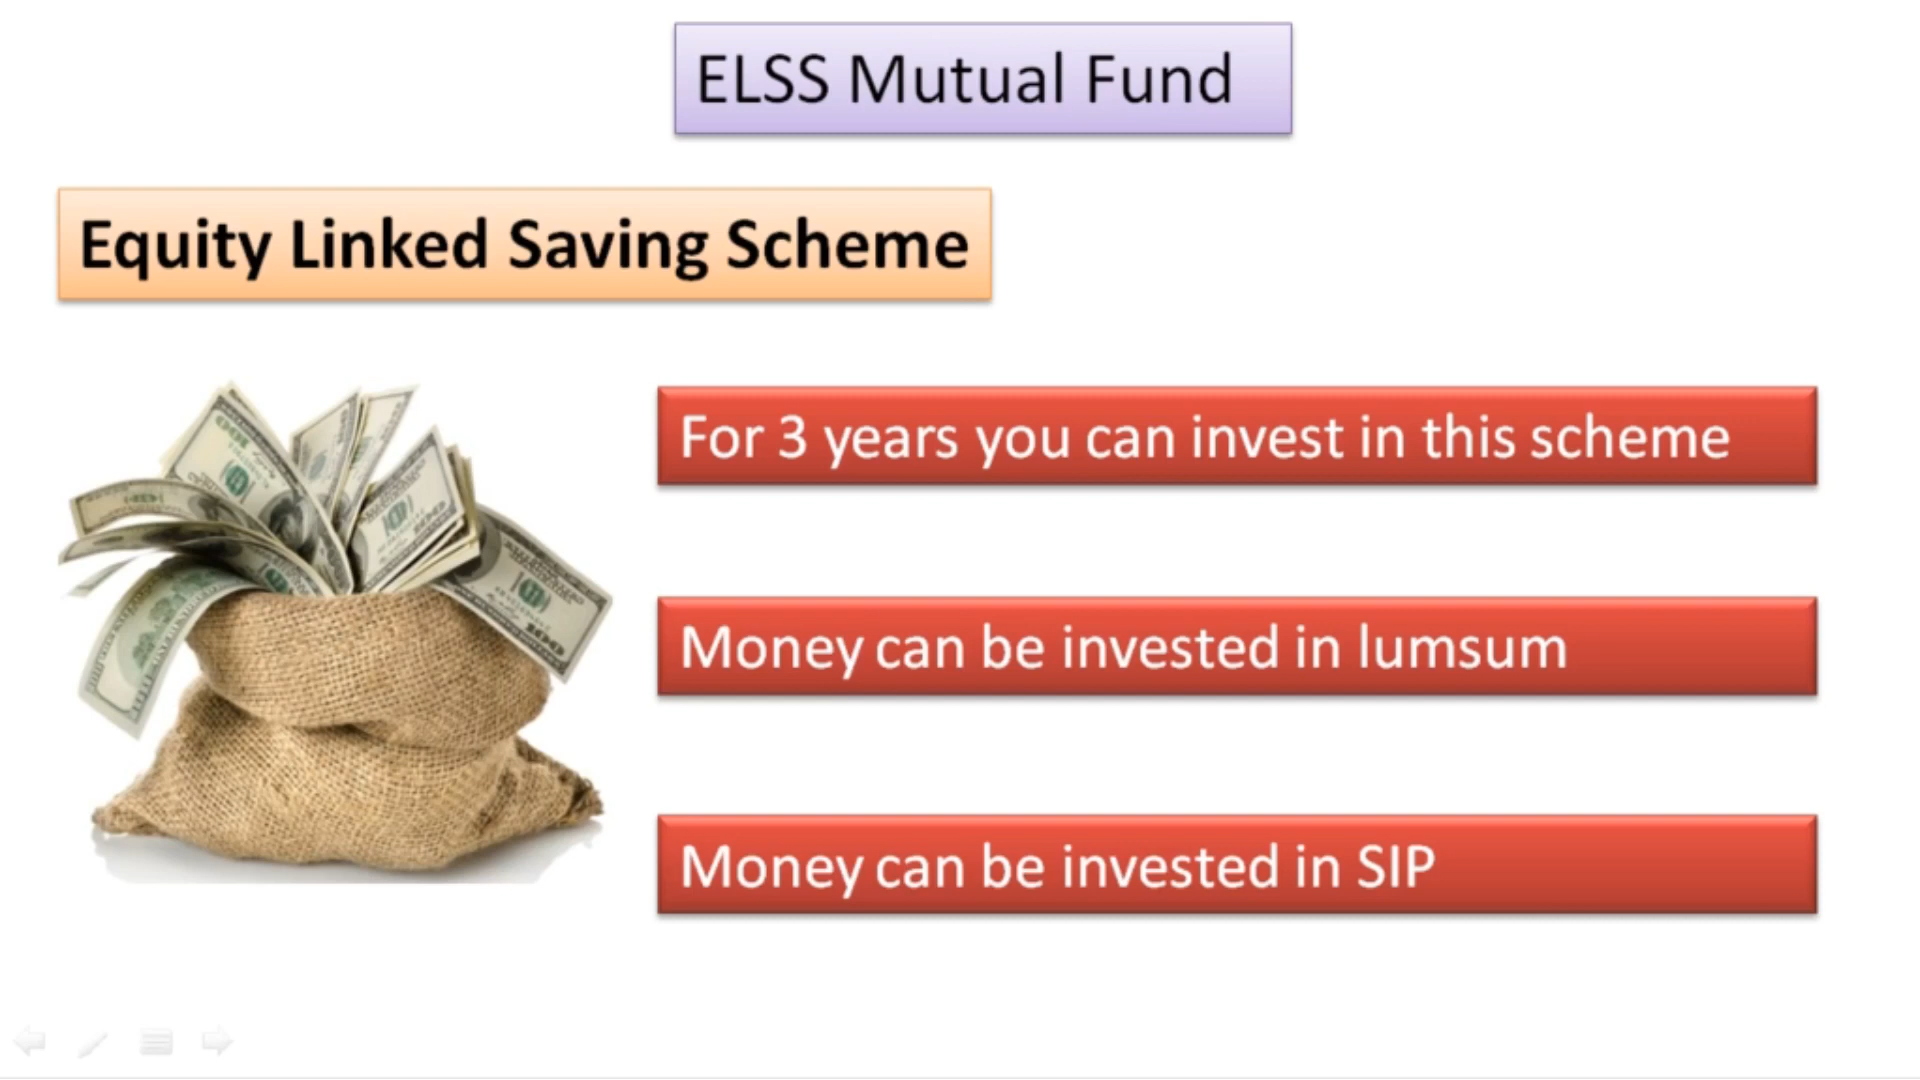 ELSS Mutual Fund
Equity Linked Saving Scheme
For 3 years you can invest in this scheme
Money can be invested in lumsum
Money can be invested in SIP